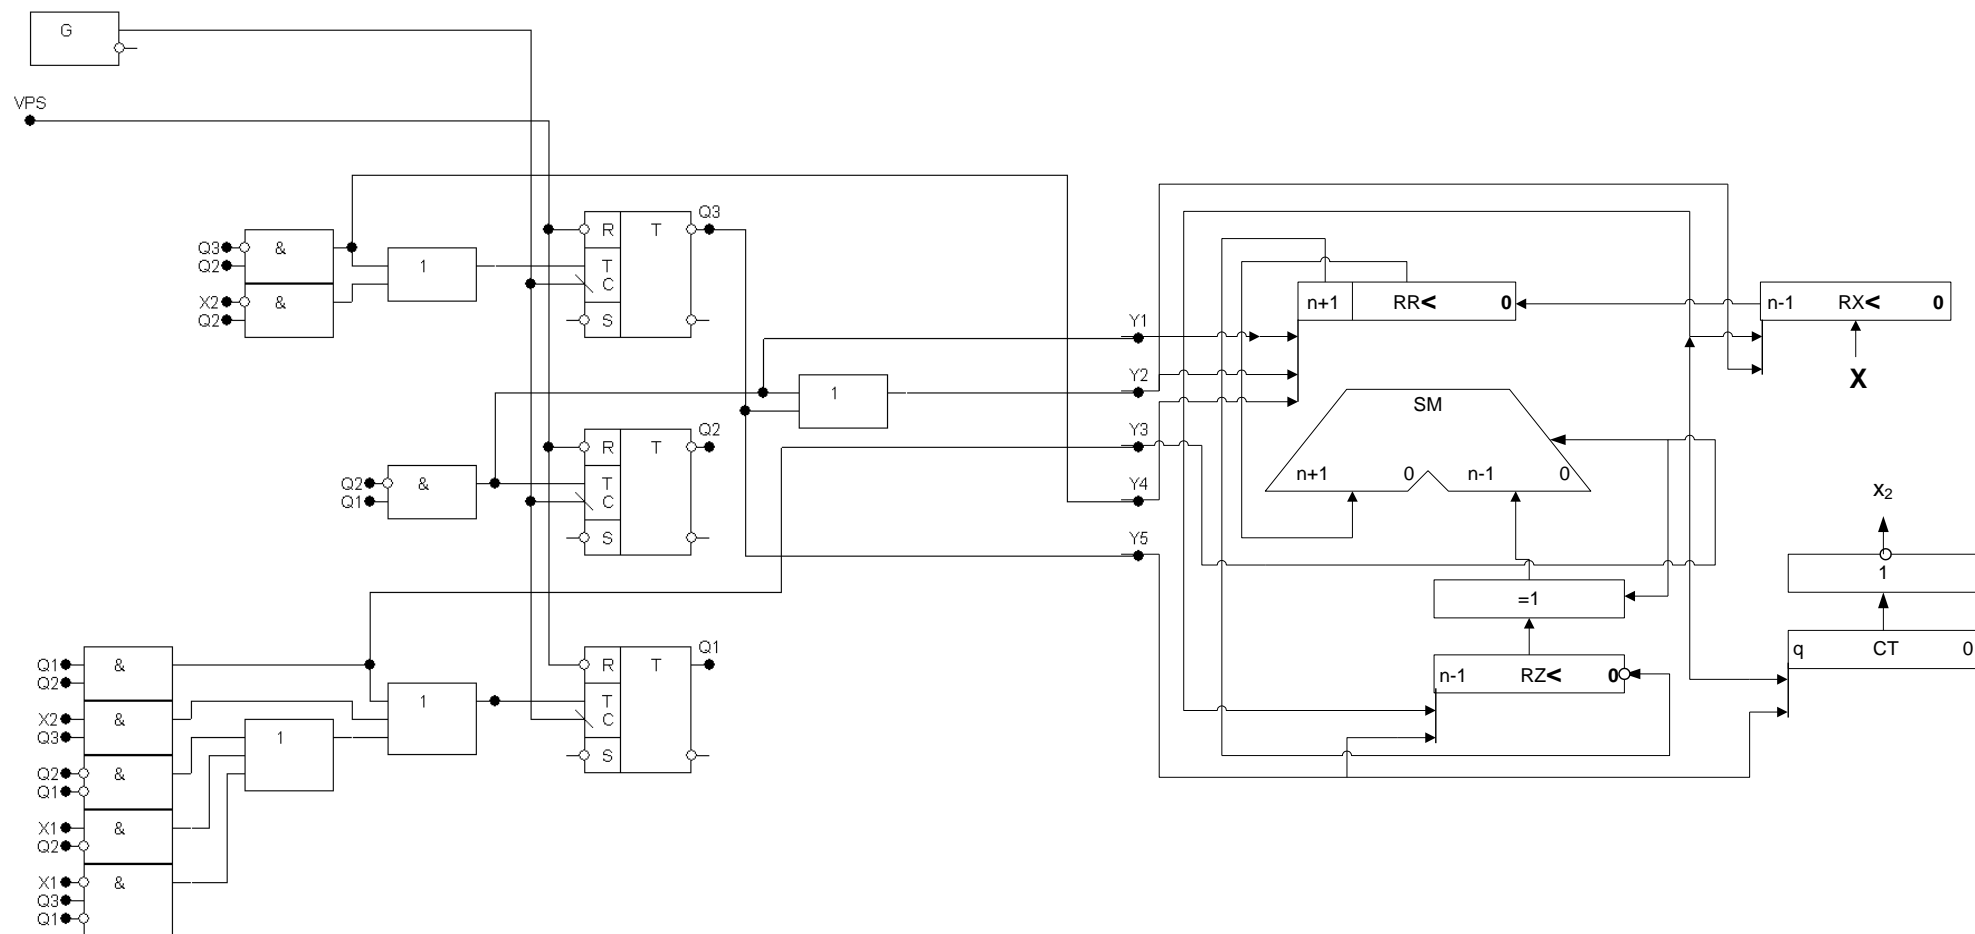 G
VPS
Q3
Q2
&
X2
Q2
&
1
R
T
C
S
T
Q3
Q2
Q1
&
R
T
C
S
T
Q2
1
Q1
Q2
&
X2
Q3
&
Q2
Q1
&
X1
Q2
&
X1
Q3
Q1
&
1
1
R
T
C
S
T
Q1
Y1
Y2
Y3
Y4
Y5
n+1
RR<
0
n-1
RX<
0
X
SM
n+1
0
n-1
0
=1
n-1
RZ<
0
x₂
1
q
CT
0